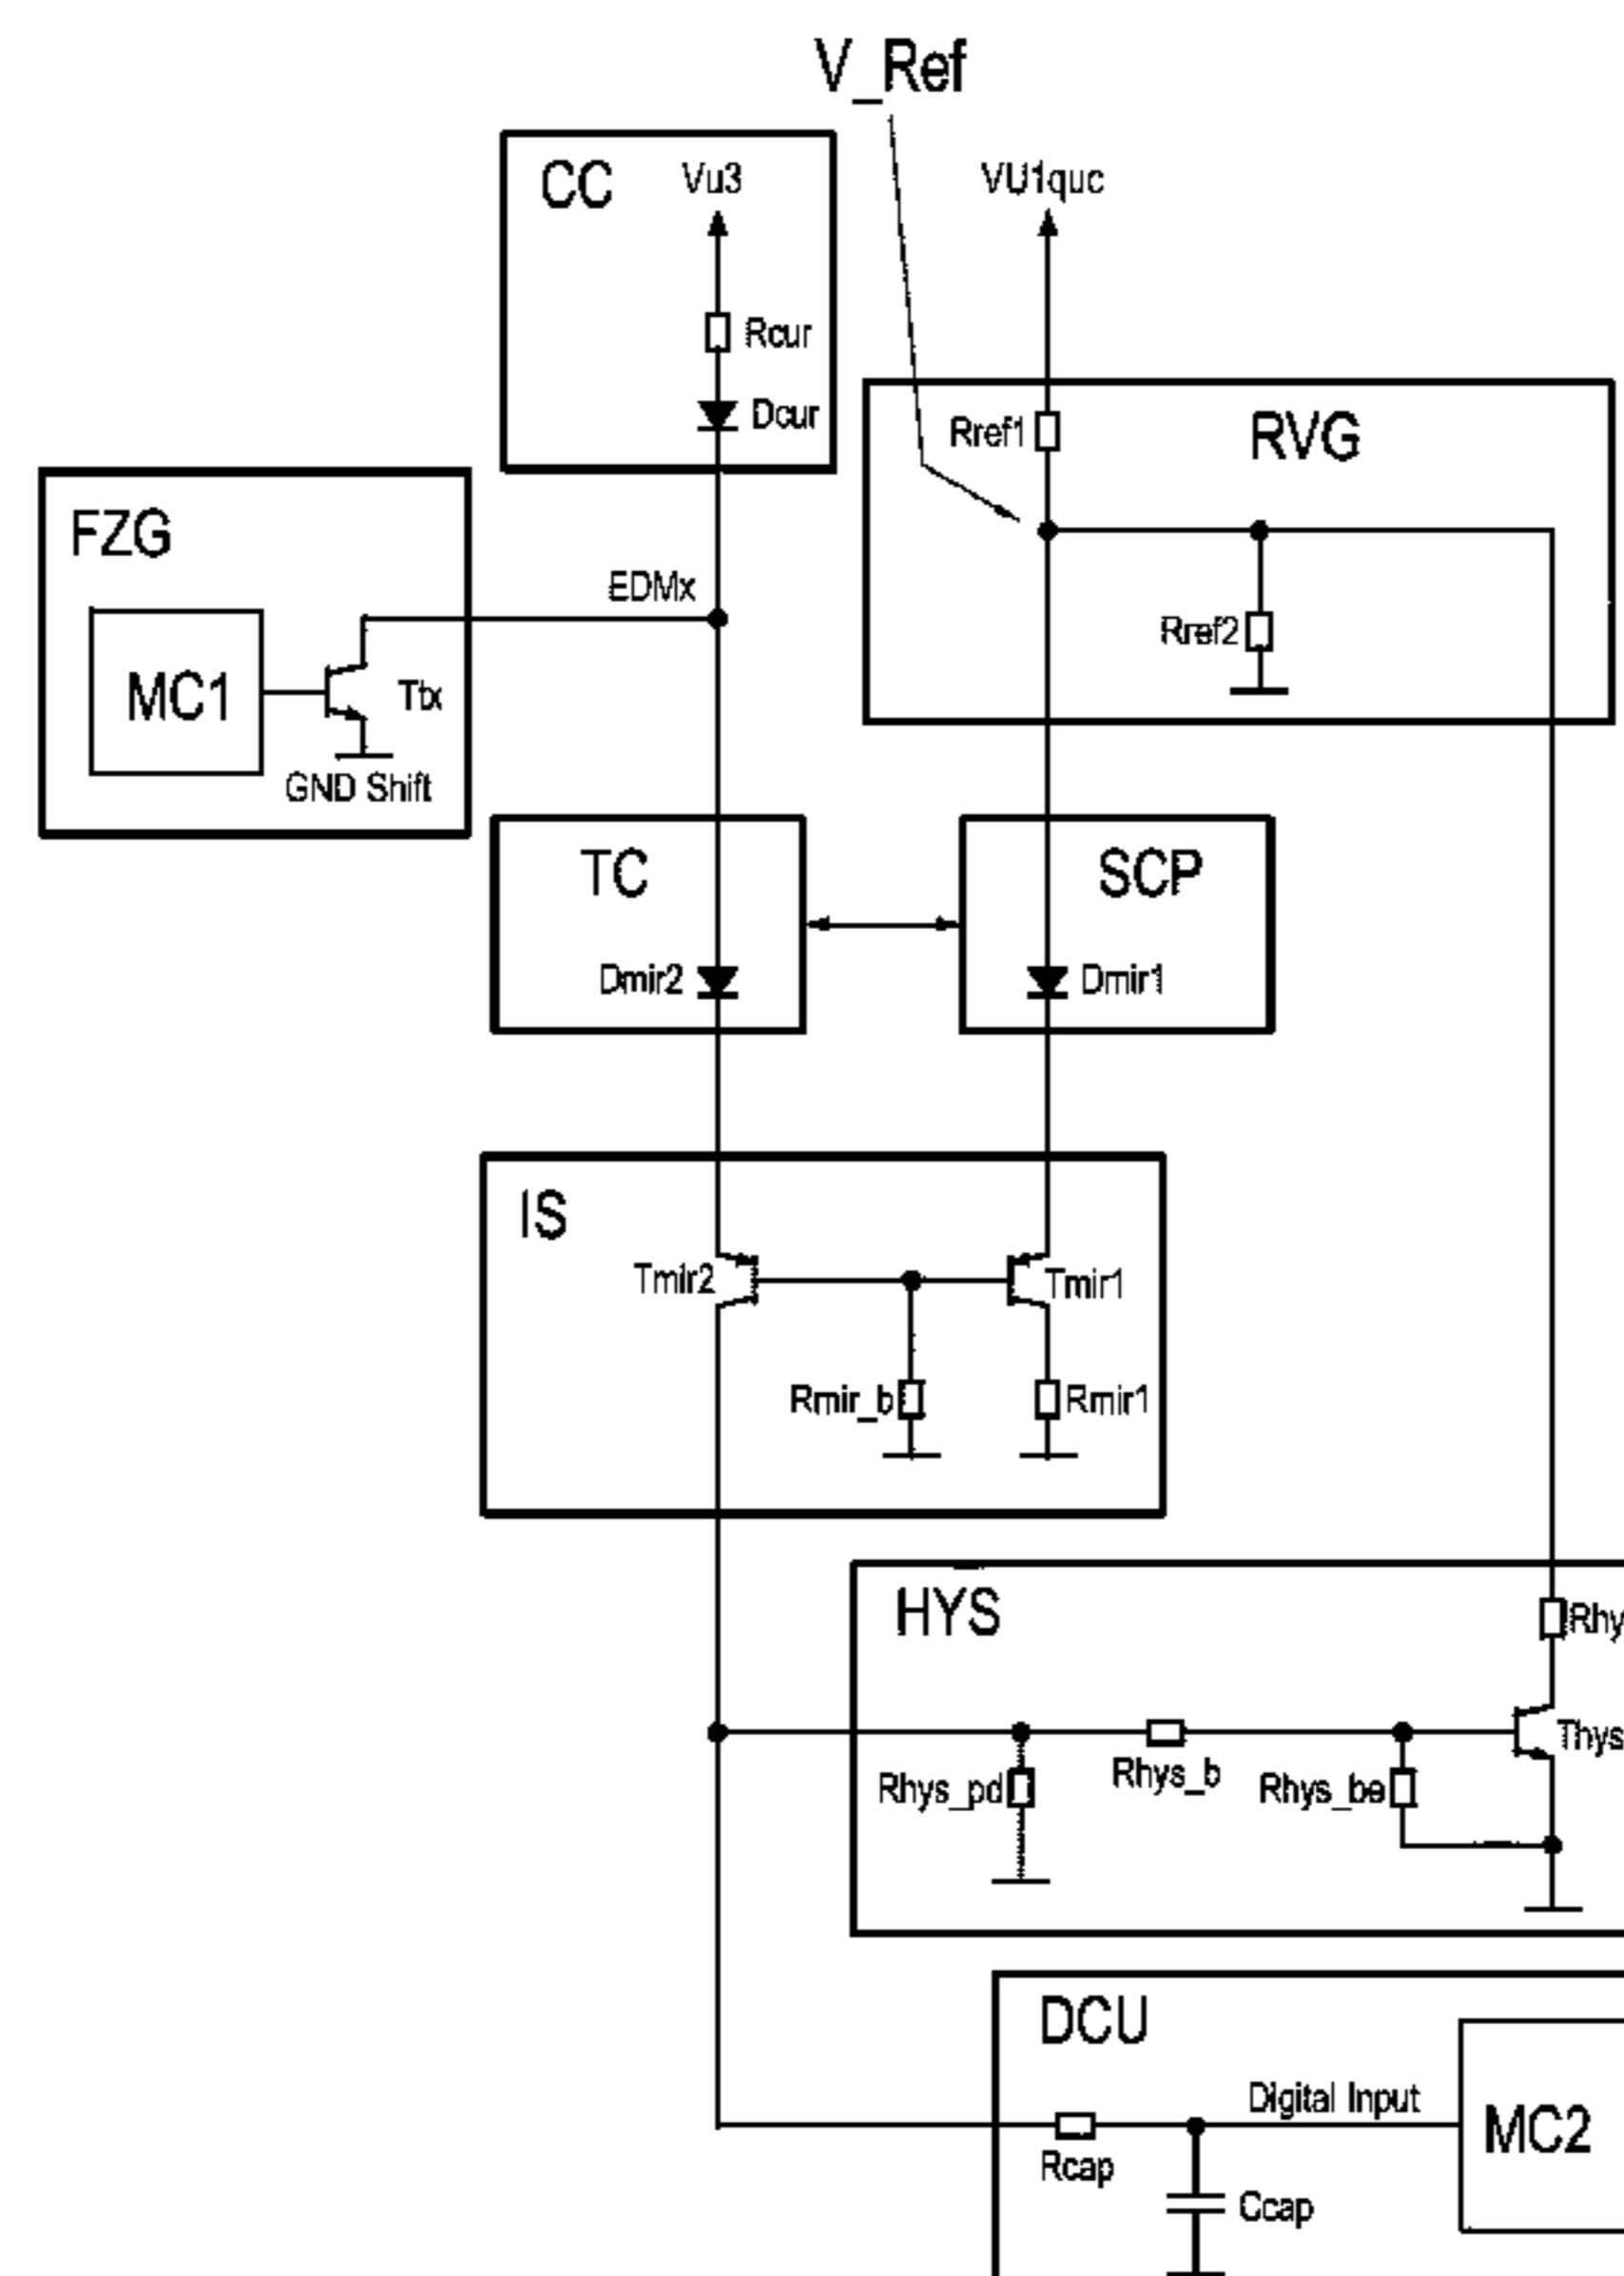 V_Ref
CC
Vu3
VU1quc
Rcur
Dcur
Rref1
RVG
FZG
EDMx
Rref2
MC1
Ttx
GND Shift
TC
SCP
Dmir2
Dmir1
IS
Tmir2
Tmir1
Rmir_b
Rmir1
HYS
Rhy
Thys
Rhys_pd
Rhys_b
Rhys_be
DCU
Digital Input
MC2
Rcap
Ccap